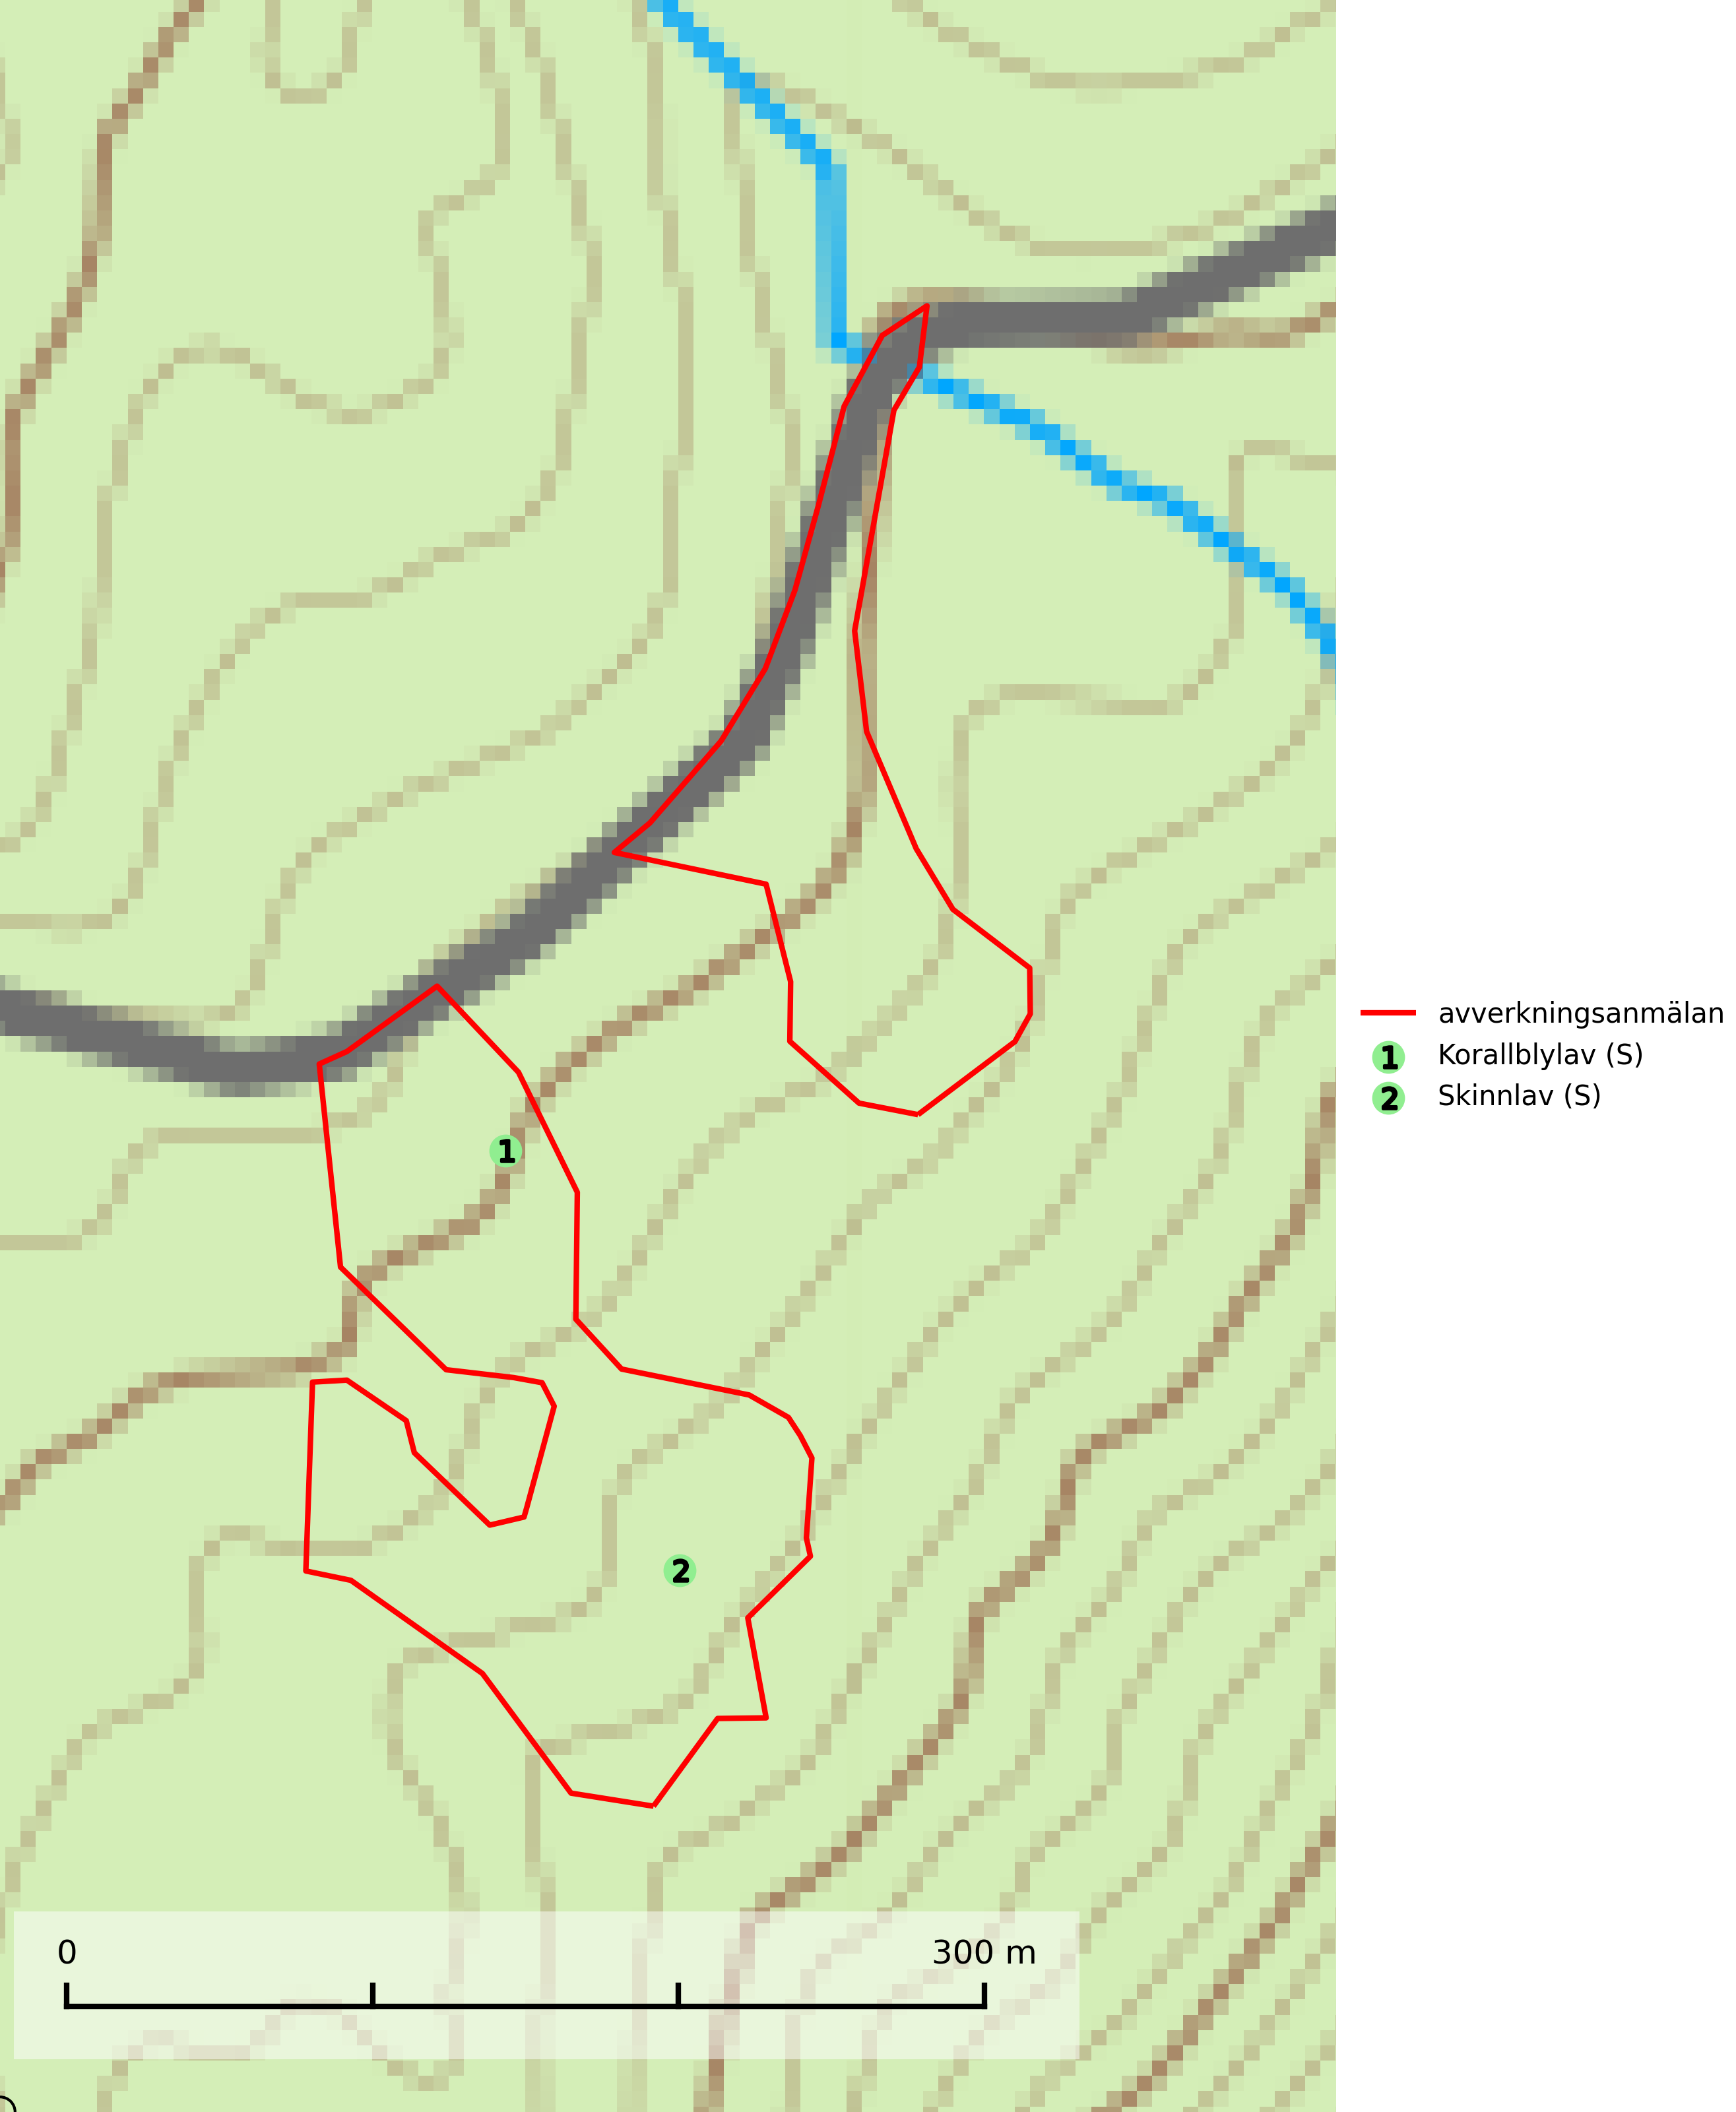 1
2
avverkningsanmälan
1 Korallblylav (S)
2 Skinnlav (S)
0 300 m